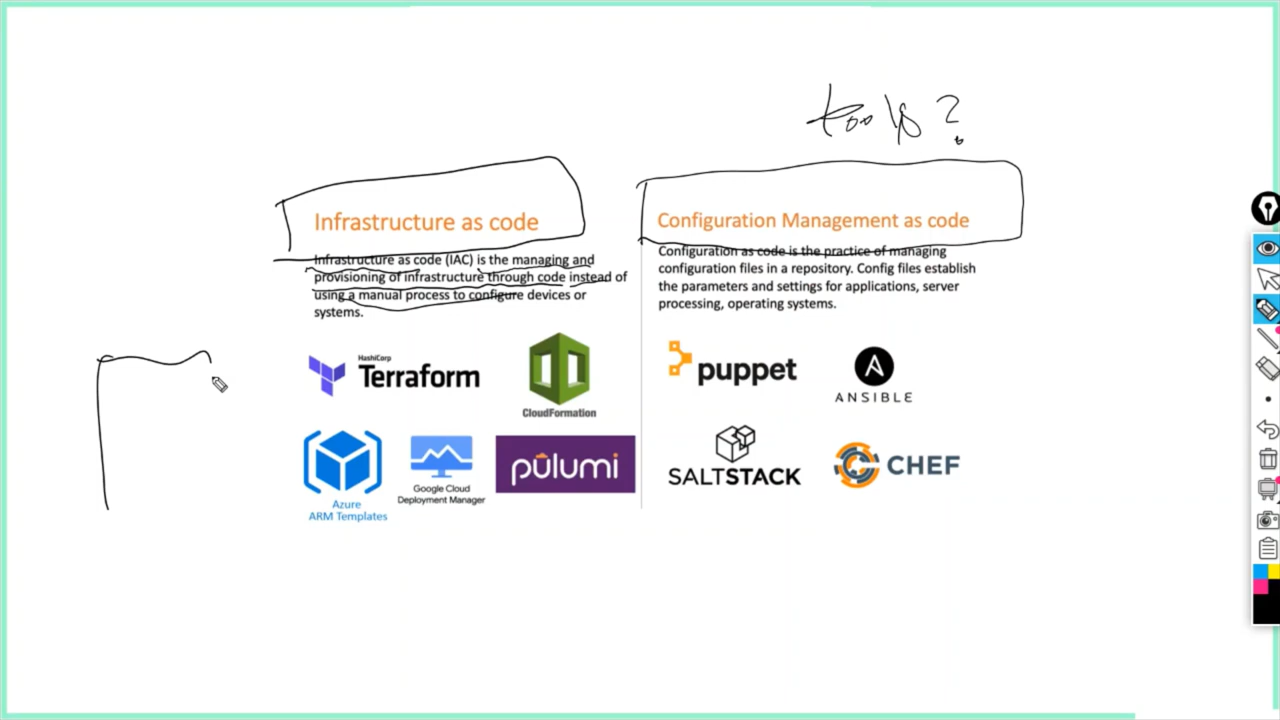 tools?
Infrastructure as code
Infrastructure as code (IAC) is the managing and
provisioning of infrastructure through code instead of
using a manual process to configure devices or
systems.
HashiCorp
Terraform
CloudFormation
Azure
ARM Templates
Google Cloud
Deployment Manager
pulumi
Configuration Management as code
Configuration as code is the practice of managing
configuration files in a repository. Config files establish
the parameters and settings for applications, server
processing, operating systems.
puppet
ANSIBLE
SALTSTACK
CHEF